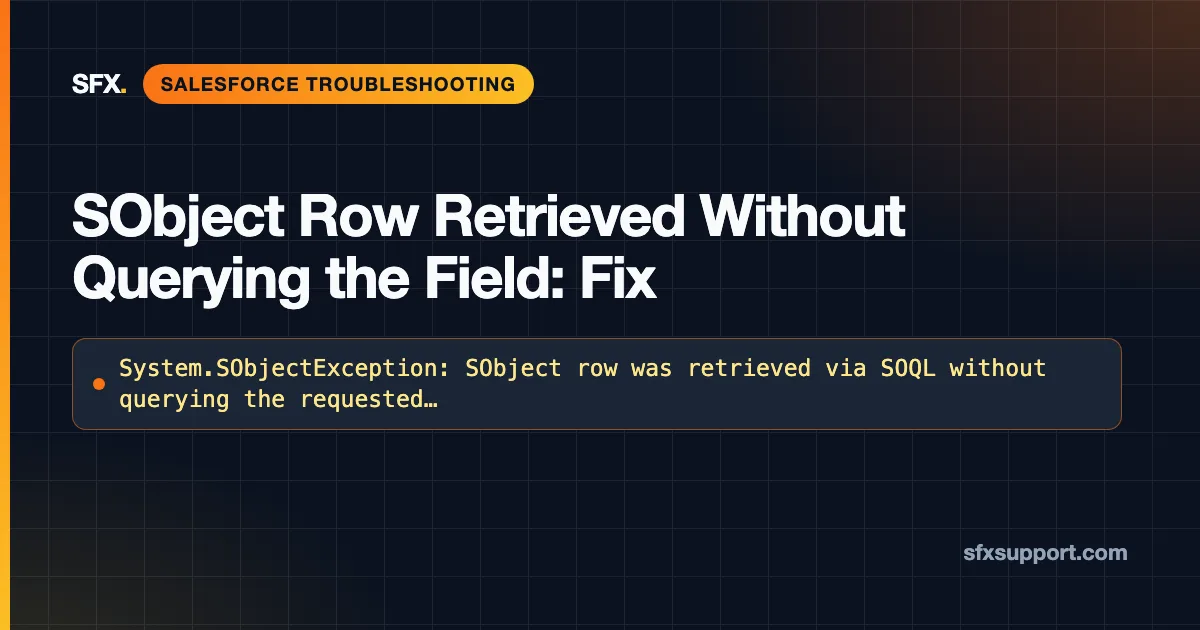 SFX.
SALESFORCE TROUBLESHOOTING
SObject Row Retrieved Without
Querying the Field: Fix
System.SObjectException: SObject row was retrieved via SOQL without
querying the requested…
sfxsupport.com